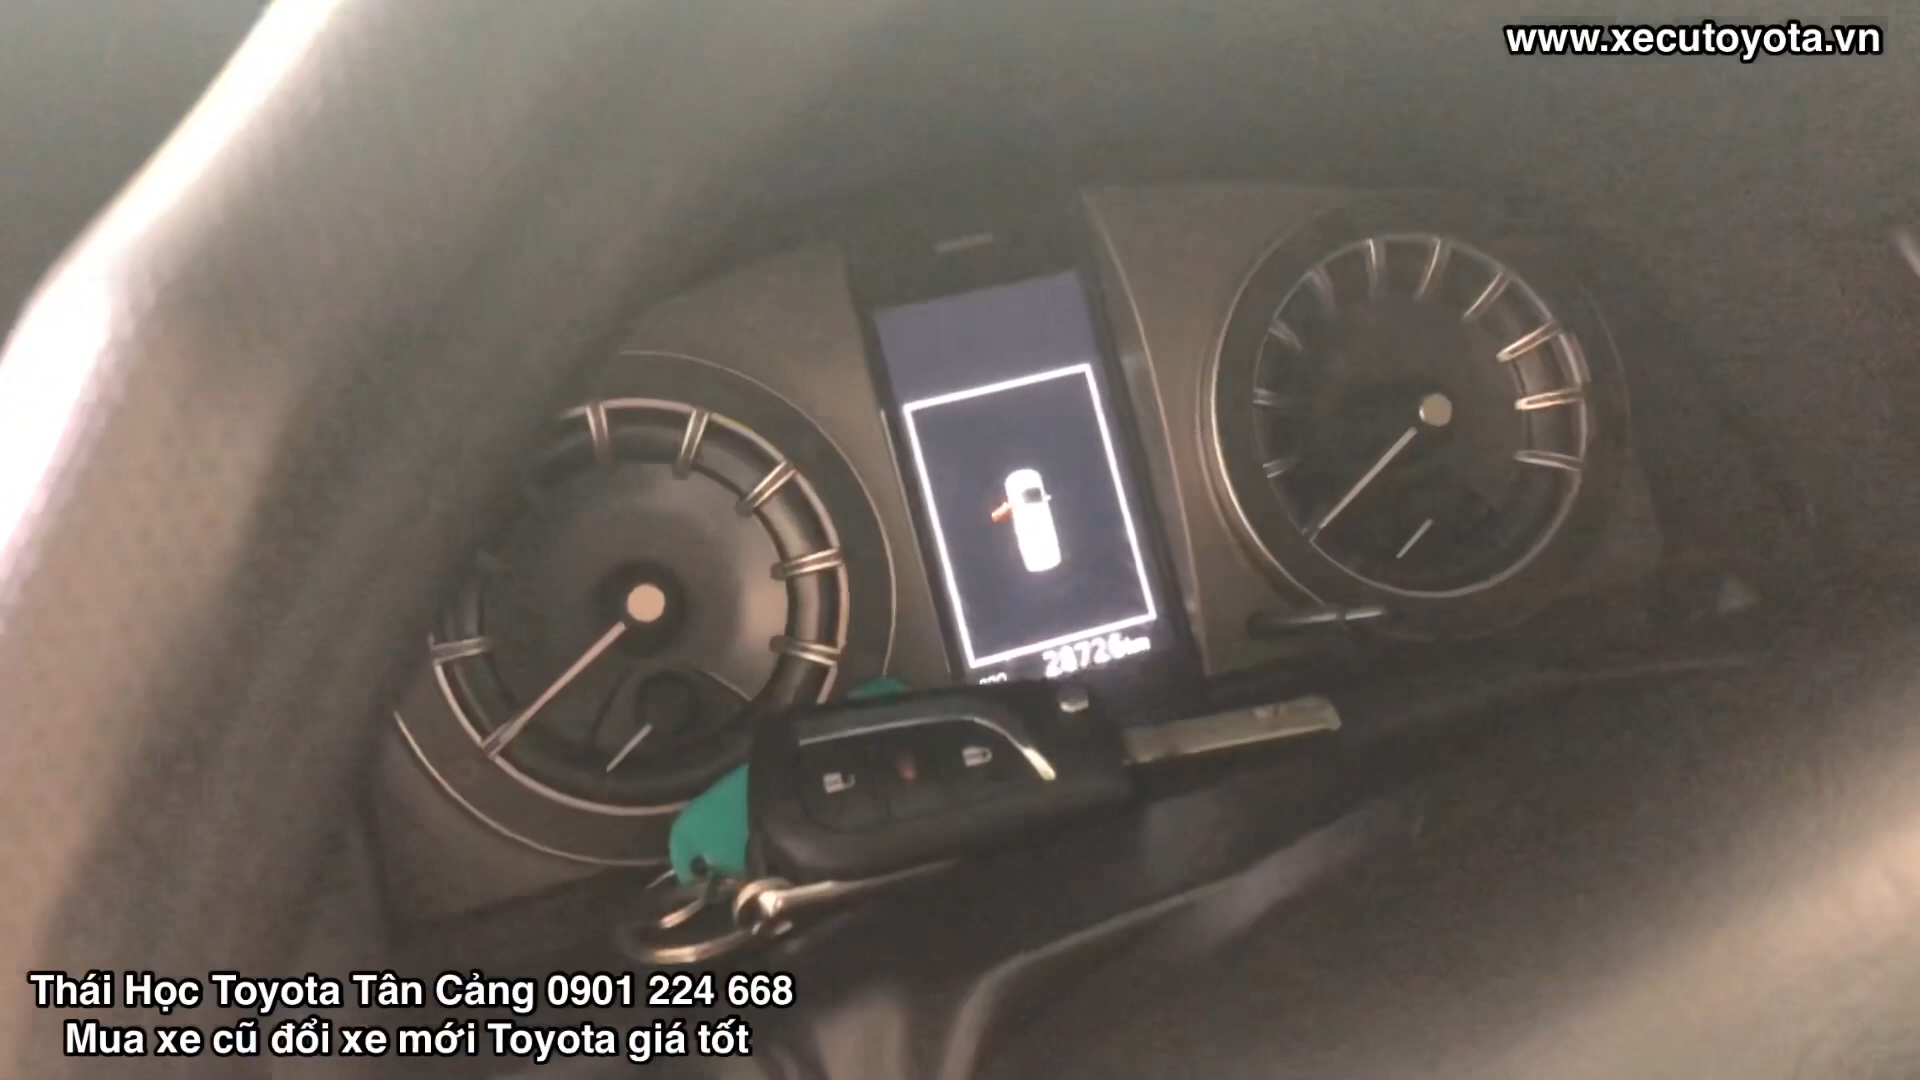 www.xecutoyota.vn
Thái Học Toyota Tân Cảng 0901 224 668
Mua xe cũ đổi xe mới Toyota giá tốt